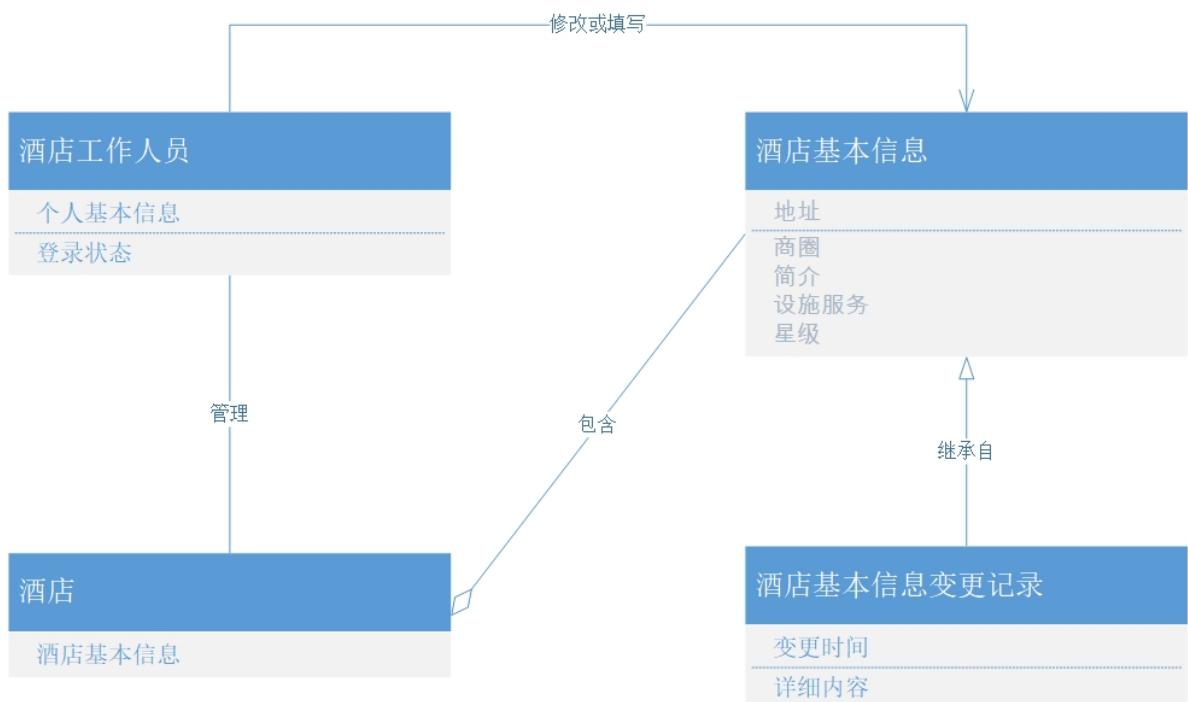 修改或填写
酒店工作人员
个人基本信息
登录状态
酒店基本信息
地址
商圈
简介
设施服务
星级
管理
包含
继承自
酒店
酒店基本信息
酒店基本信息变更记录
变更时间
详细内容